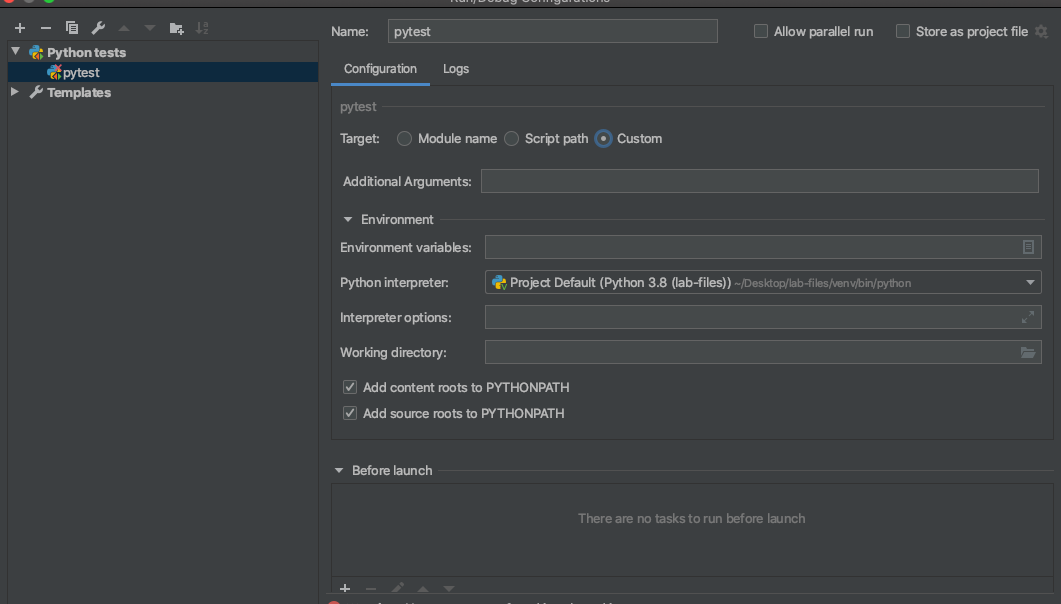 Run/Debug Configurations
Name: pytest Allow parallel run Store as project file
Python tests
pytest
Templates
Configuration Logs
pytest
Target: Module name Script path Custom
Additional Arguments:
Environment
Environment variables:
Python interpreter: Project Default (Python 3.8 (lab-files)) ~/Desktop/lab-files/venv/bin/python
Interpreter options:
Working directory:
Add content roots to PYTHONPATH
Add source roots to PYTHONPATH
Before launch
There are no tasks to run before launch